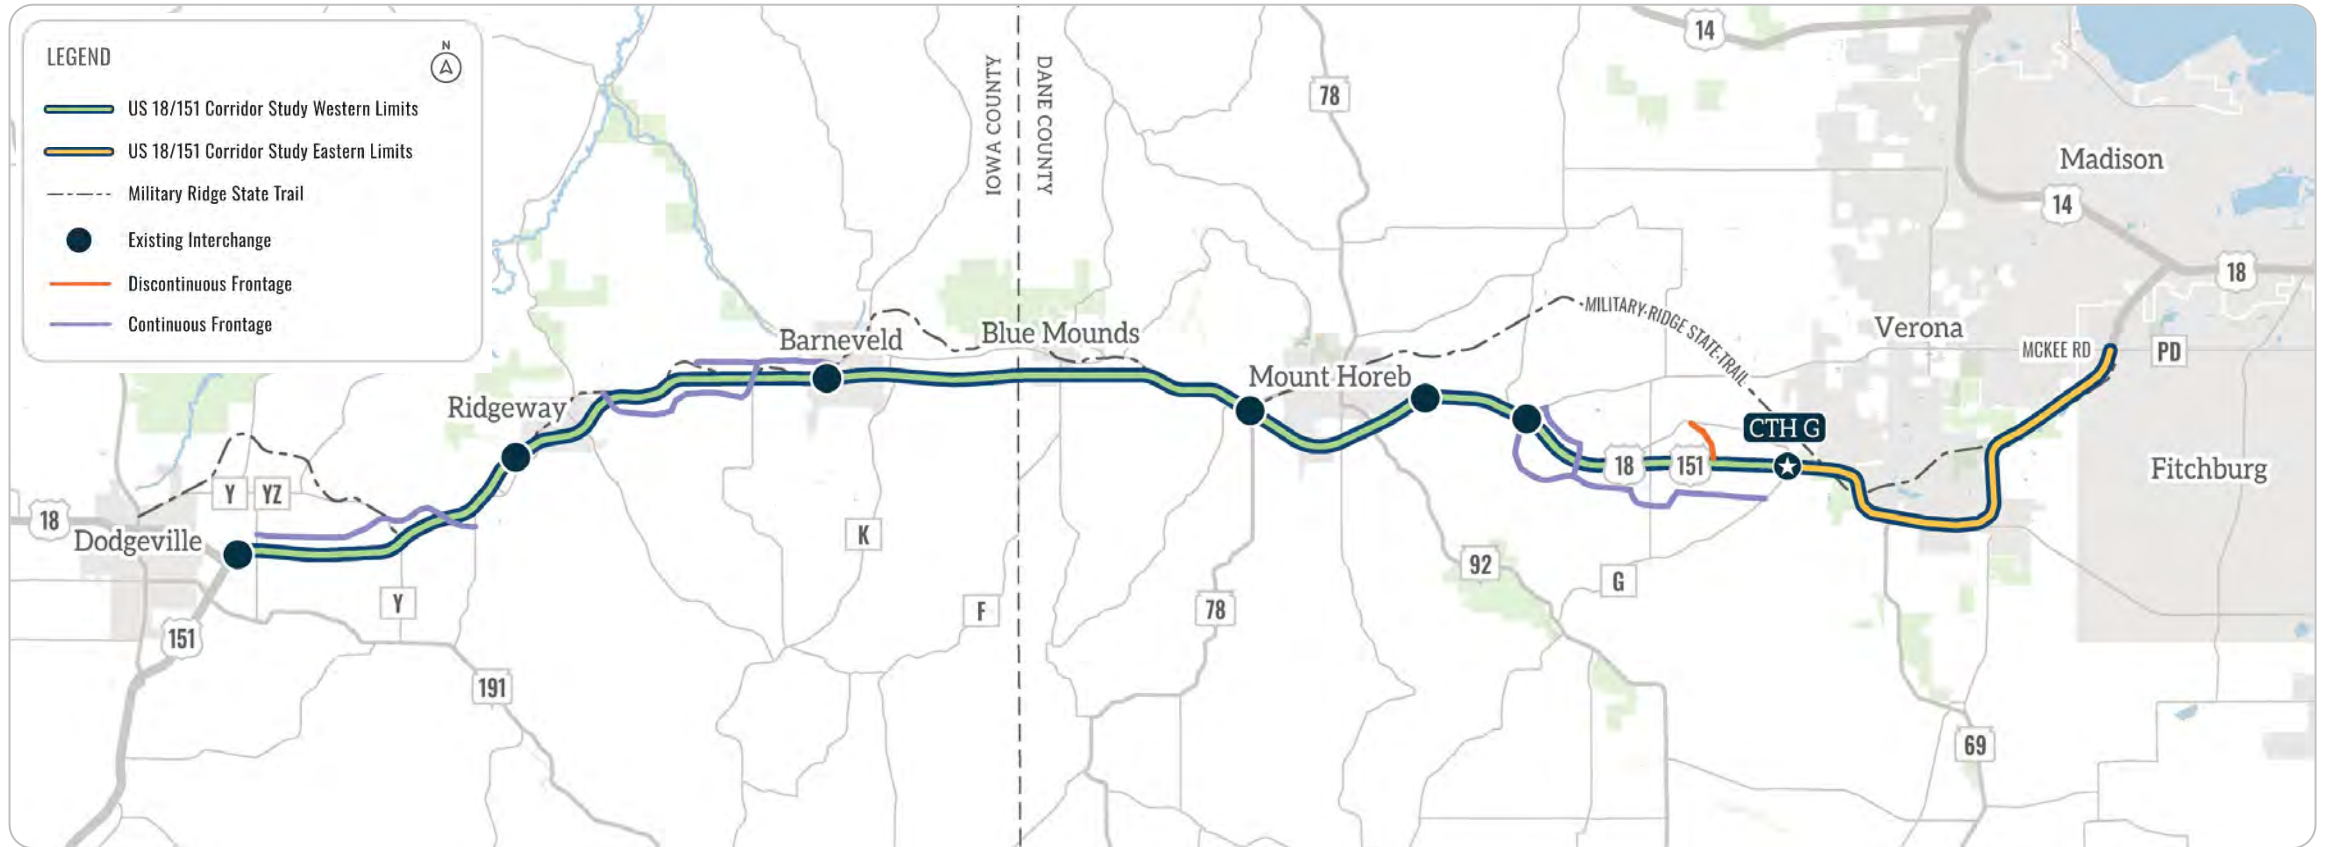 LEGEND
N
US 18/151 Corridor Study Western Limits
US 18/151 Corridor Study Eastern Limits
Military Ridge State Trail
Existing Interchange
Discontinuous Frontage
Continuous Frontage
IOWA COUNTY
DANE COUNTY
14
78
Madison
14
18
MILITARY RIDGE STATE TRAIL
Verona
MCKEE RD
PD
Barneveld
Blue Mounds
Mount Horeb
Ridgeway
CTH G
18
151
Fitchburg
Y
YZ
18
Dodgeville
K
92
G
Y
F
78
151
191
69